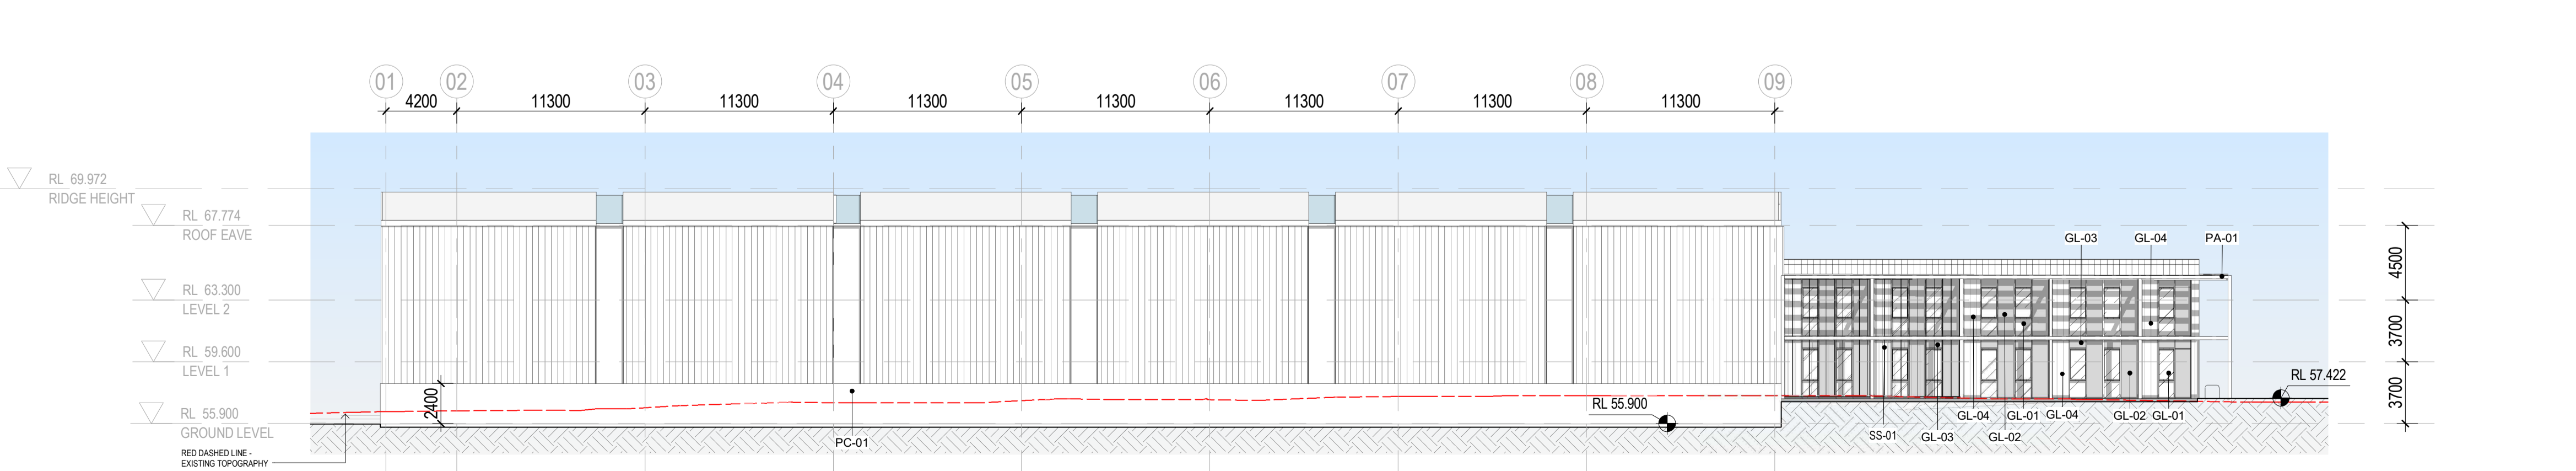 01 02 03 04 05 06 07 08 09
4200 11300 11300 11300 11300 11300 11300 11300
RL 69.972
RIDGE HEIGHT
RL 67.774
ROOF EAVE
GL-03 GL-04 PA-01
4500
RL 63.300
LEVEL 2
3700
RL 59.600
LEVEL 1
RL 57.422
2400
RL 55.900
3700
RL 55.900
GROUND LEVEL
GL-04 GL-01 GL-04 GL-02 GL-01
PC-01
SS-01 GL-03 GL-02
RED DASHED LINE -
EXISTING TOPOGRAPHY